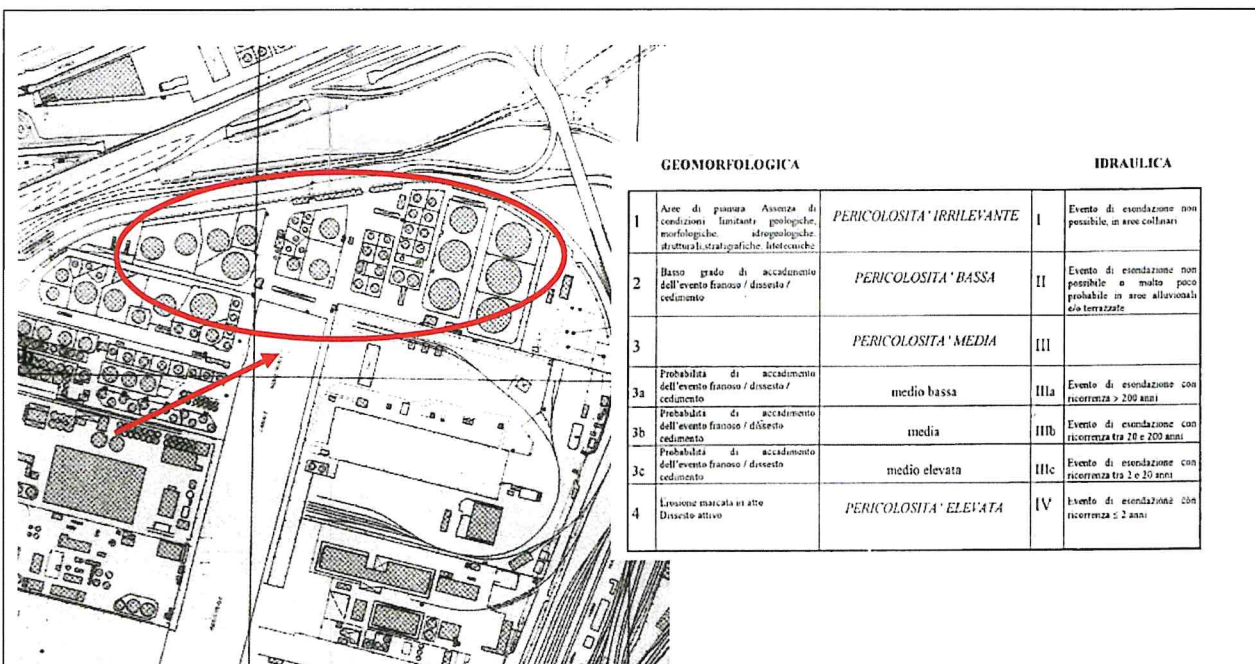 GEOMORFOLOGICA
IDRAULICA
1
Aree di pianura Assenza di
condizioni limitanti geologiche,
morfologiche, idrogeologiche,
strutturali,stratigrafiche, litotecniche
PERICOLOSITA' IRRILEVANTE
I
Evento di esondazione non
possibile, in aree collinari
2
Basso grado di accadimento
dell'evento franoso / dissesto /
cedimento
PERICOLOSITA' BASSA
II
Evento di esondazione non
possibile o molto poco
probabile in aree alluvionali
e/o terrazzate
3
PERICOLOSITA' MEDIA
III
3a
Probabilità di accadimento
dell'evento franoso / dissesto /
cedimento
medio bassa
IIIa
Evento di esondazione con
ricorrenza > 200 anni
3b
Probabilità di accadimento
dell'evento franoso / dissesto
cedimento
media
IIIb
Evento di esondazione con
ricorrenza tra 20 e 200 anni
3c
Probabilità di accadimento
dell'evento franoso / dissesto
cedimento
medio elevata
IIIc
Evento di esondazione con
ricorrenza tra 2 e 20 anni
4
Erosione marcata in atto
Dissesto attivo
PERICOLOSITA' ELEVATA
IV
Evento di esondazione con
ricorrenza ≤ 2 anni